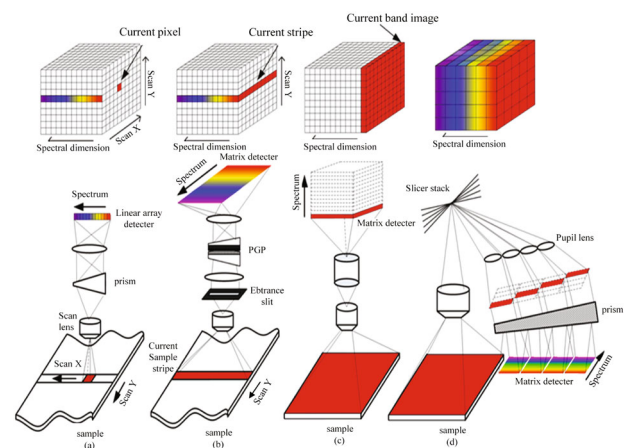 Current pixel
Current stripe
Current band image
Scan Y
Scan X
Spectral dimension
Scan Y
Spectral dimension
Spectral dimension
Spectral dimension
Spectrum
Linear array
detecter
prism
Scan
lens
Scan X
Scan Y
sample
(a)
Matrix detecter
Spectrum
PGP
Ebtrance
slit
Current
Sample
stripe
Scan Y
sample
(b)
Spectrum
Matrix detecter
sample
(c)
Slicer stack
Pupil lens
prism
Matrix detecter
Spectrum
sample
(d)